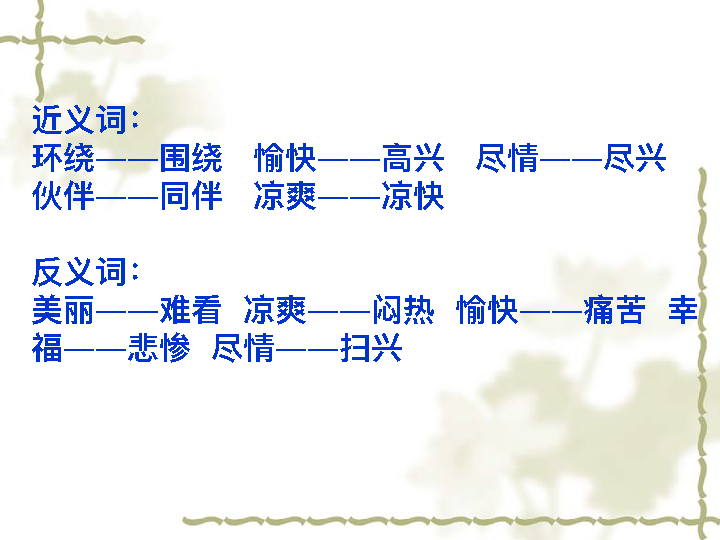 近义词：
环绕——围绕　愉快——高兴　尽情——尽兴
伙伴——同伴　凉爽——凉快
反义词：
美丽——难看 凉爽——闷热 愉快——痛苦 幸
福——悲惨 尽情——扫兴